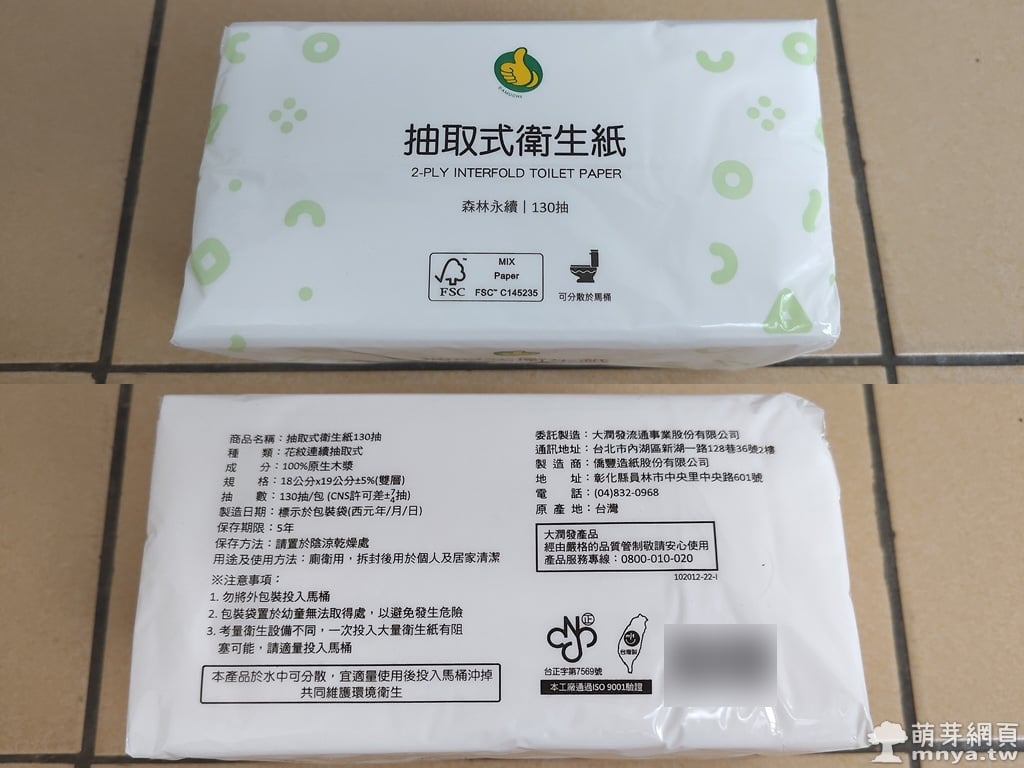 抽取式衛生紙
2-PLY INTERFOLD TOILET PAPER
森林永續|130抽
FSC
MIX
Paper
FSC™ C145235
可分散於馬桶
商品名稱:抽取式衛生紙130抽
種 類:花紋連續抽取式
成 分:100%原生木漿
規 格:18公分x19公分±5%(雙層)
抽 數:130抽/包 (CNS許可差±4抽)
製造日期:標示於包裝袋(西元年/月/日)
保存期限:5年
保存方法:請置於陰涼乾燥處
用途及使用方法:廁衛用,拆封後用於個人及居家清潔
※注意事項:
1. 勿將外包裝投入馬桶
2. 包裝袋置於幼童無法取得處,以避免發生危險
3. 考量衛生設備不同,一次投入大量衛生紙有阻
塞可能,請適量投入馬桶
本產品於水中可分散,宜適量使用後投入馬桶沖掉
共同維護環境衛生
委託製造:大潤發流通事業股份有限公司
通訊地址:台北市內湖區新湖一路128巷36號2樓
製 造 商:僑豐造紙股份有限公司
地 址:彰化縣員林市中央里中央路601號
電 話:(04)832-0968
原 產 地:台灣
大潤發產品
經由嚴格的品質管制敬請安心使用
產品服務專線:0800-010-020
102012-22-I
正
台正字第7569號
台灣製
本工廠通過ISO 9001驗證
萌芽網頁
mnya.tw